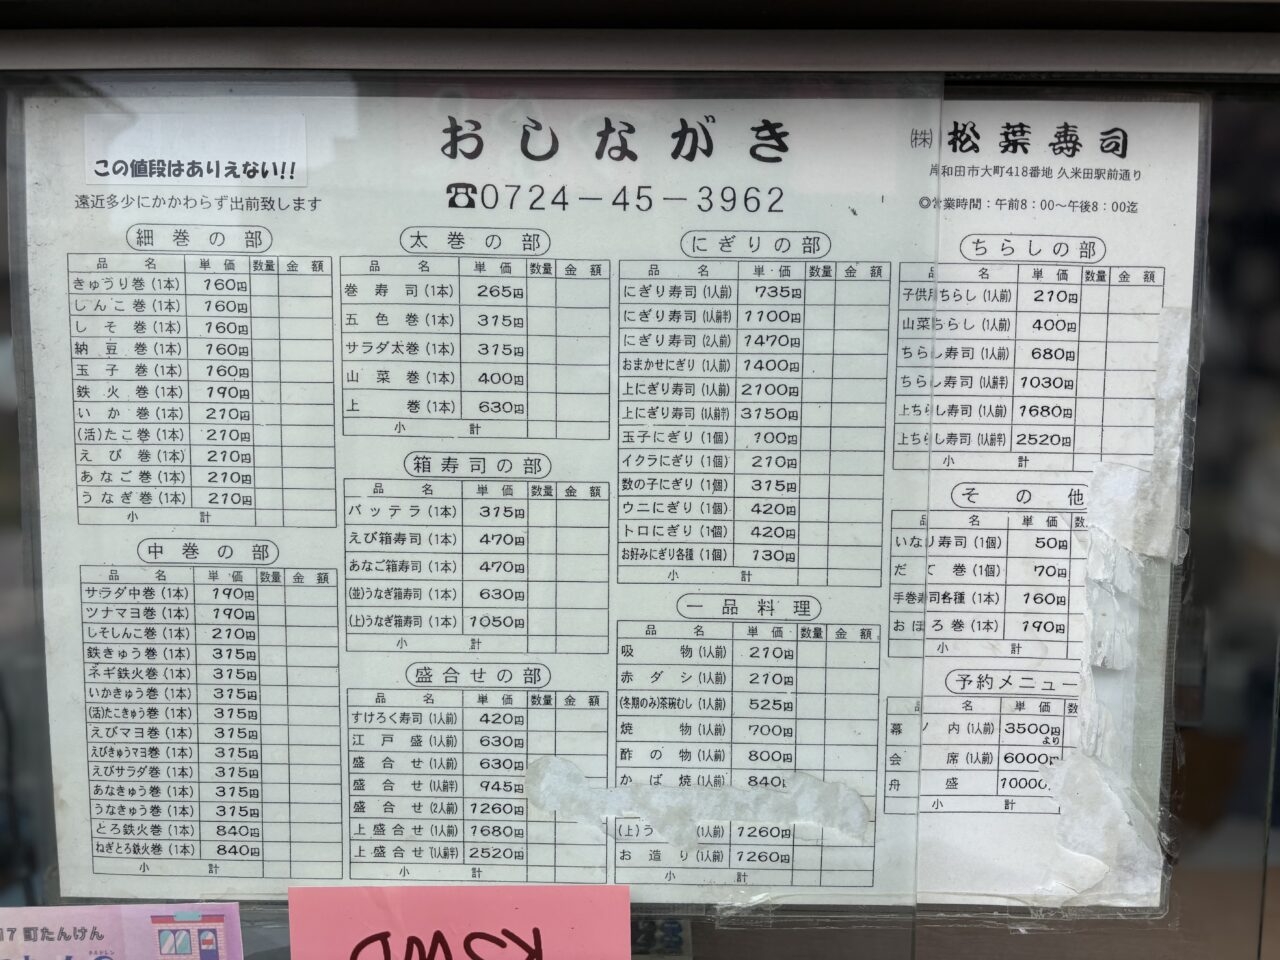 この値段はありえない!!
遠近多少にかかわらず出前致します
おしながき
☎0724-45-3962
㈱ 松葉壽司
岸和田市大町418番地 久米田駅前通り
◎営業時間:午前8:00〜午後8:00迄
細巻の部
品名 単価 数量 金額
きゅうり巻(1本) 160円
しんこ巻(1本) 160円
しそ巻(1本) 160円
納豆巻(1本) 160円
玉子巻(1本) 160円
鉄火巻(1本) 190円
いか巻(1本) 210円
(活)たこ巻(1本) 210円
えび巻(1本) 210円
あなご巻(1本) 210円
うなぎ巻(1本) 210円
小計
中巻の部
品名 単価 数量 金額
サラダ中巻(1本) 190円
ツナマヨ巻(1本) 190円
しそしんこ巻(1本) 210円
鉄きゅう巻(1本) 315円
ネギ鉄火巻(1本) 315円
いかきゅう巻(1本) 315円
(活)たこきゅう巻(1本) 315円
えびマヨ巻(1本) 315円
えびきゅうマヨ巻(1本) 315円
えびサラダ巻(1本) 315円
あなきゅう巻(1本) 315円
うなきゅう巻(1本) 315円
とろ鉄火巻(1本) 840円
ねぎとろ鉄火巻(1本) 840円
小計
太巻の部
品名 単価 数量 金額
巻寿司(1本) 265円
五色巻(1本) 315円
サラダ太巻(1本) 315円
山菜巻(1本) 400円
上巻(1本) 630円
小計
箱寿司の部
品名 単価 数量 金額
バッテラ(1本) 315円
えび箱寿司(1本) 470円
あなご箱寿司(1本) 470円
(並)うなぎ箱寿司(1本) 630円
(上)うなぎ箱寿司(1本) 1050円
小計
盛合せの部
品名 単価 数量 金額
すけろく寿司(1人前) 420円
江戸盛(1人前) 630円
盛合せ(1人前) 630円
盛合せ(1人前半) 945円
盛合せ(2人前) 1260円
上盛合せ(1人前) 1680円
上盛合せ(1人前半) 2520円
小計
にぎりの部
品名 単価 数量 金額
にぎり寿司(1人前) 735円
にぎり寿司(1人前半) 1100円
にぎり寿司(2人前) 1470円
おまかせにぎり(1人前) 1400円
上にぎり寿司(1人前) 2100円
上にぎり寿司(1人前半) 3150円
玉子にぎり(1個) 100円
イクラにぎり(1個) 210円
数の子にぎり(1個) 315円
ウニにぎり(1個) 420円
トロにぎり(1個) 420円
お好みにぎり各種(1個) 130円
小計
一品料理
品名 単価 数量 金額
吸物(1人前) 210円
赤ダシ(1人前) 210円
(冬期のみ)茶碗むし(1人前) 525円
焼物(1人前) 700円
酢の物(1人前) 800円
かば焼(1人前) 840円
(上)う (1人前) 1260円
お造り(1人前) 1260円
小計
ちらしの部
品名 単価 数量 金額
子供用ちらし(1人前) 210円
山菜ちらし(1人前) 400円
ちらし寿司(1人前) 680円
ちらし寿司(1人前半) 1030円
上ちらし寿司(1人前) 1680円
上ちらし寿司(1人前半) 2520円
小計
その他
品名 単価 数
いなり寿司(1個) 50円
だて巻(1個) 70円
手巻寿司各種(1本) 160円
おぼろ巻(1本) 190円
小計
予約メニュー
品名 単価 数
幕ノ内(1人前) 3500円より
会席(1人前) 6000円
舟盛 10000
小計
町たんけん
KSWD